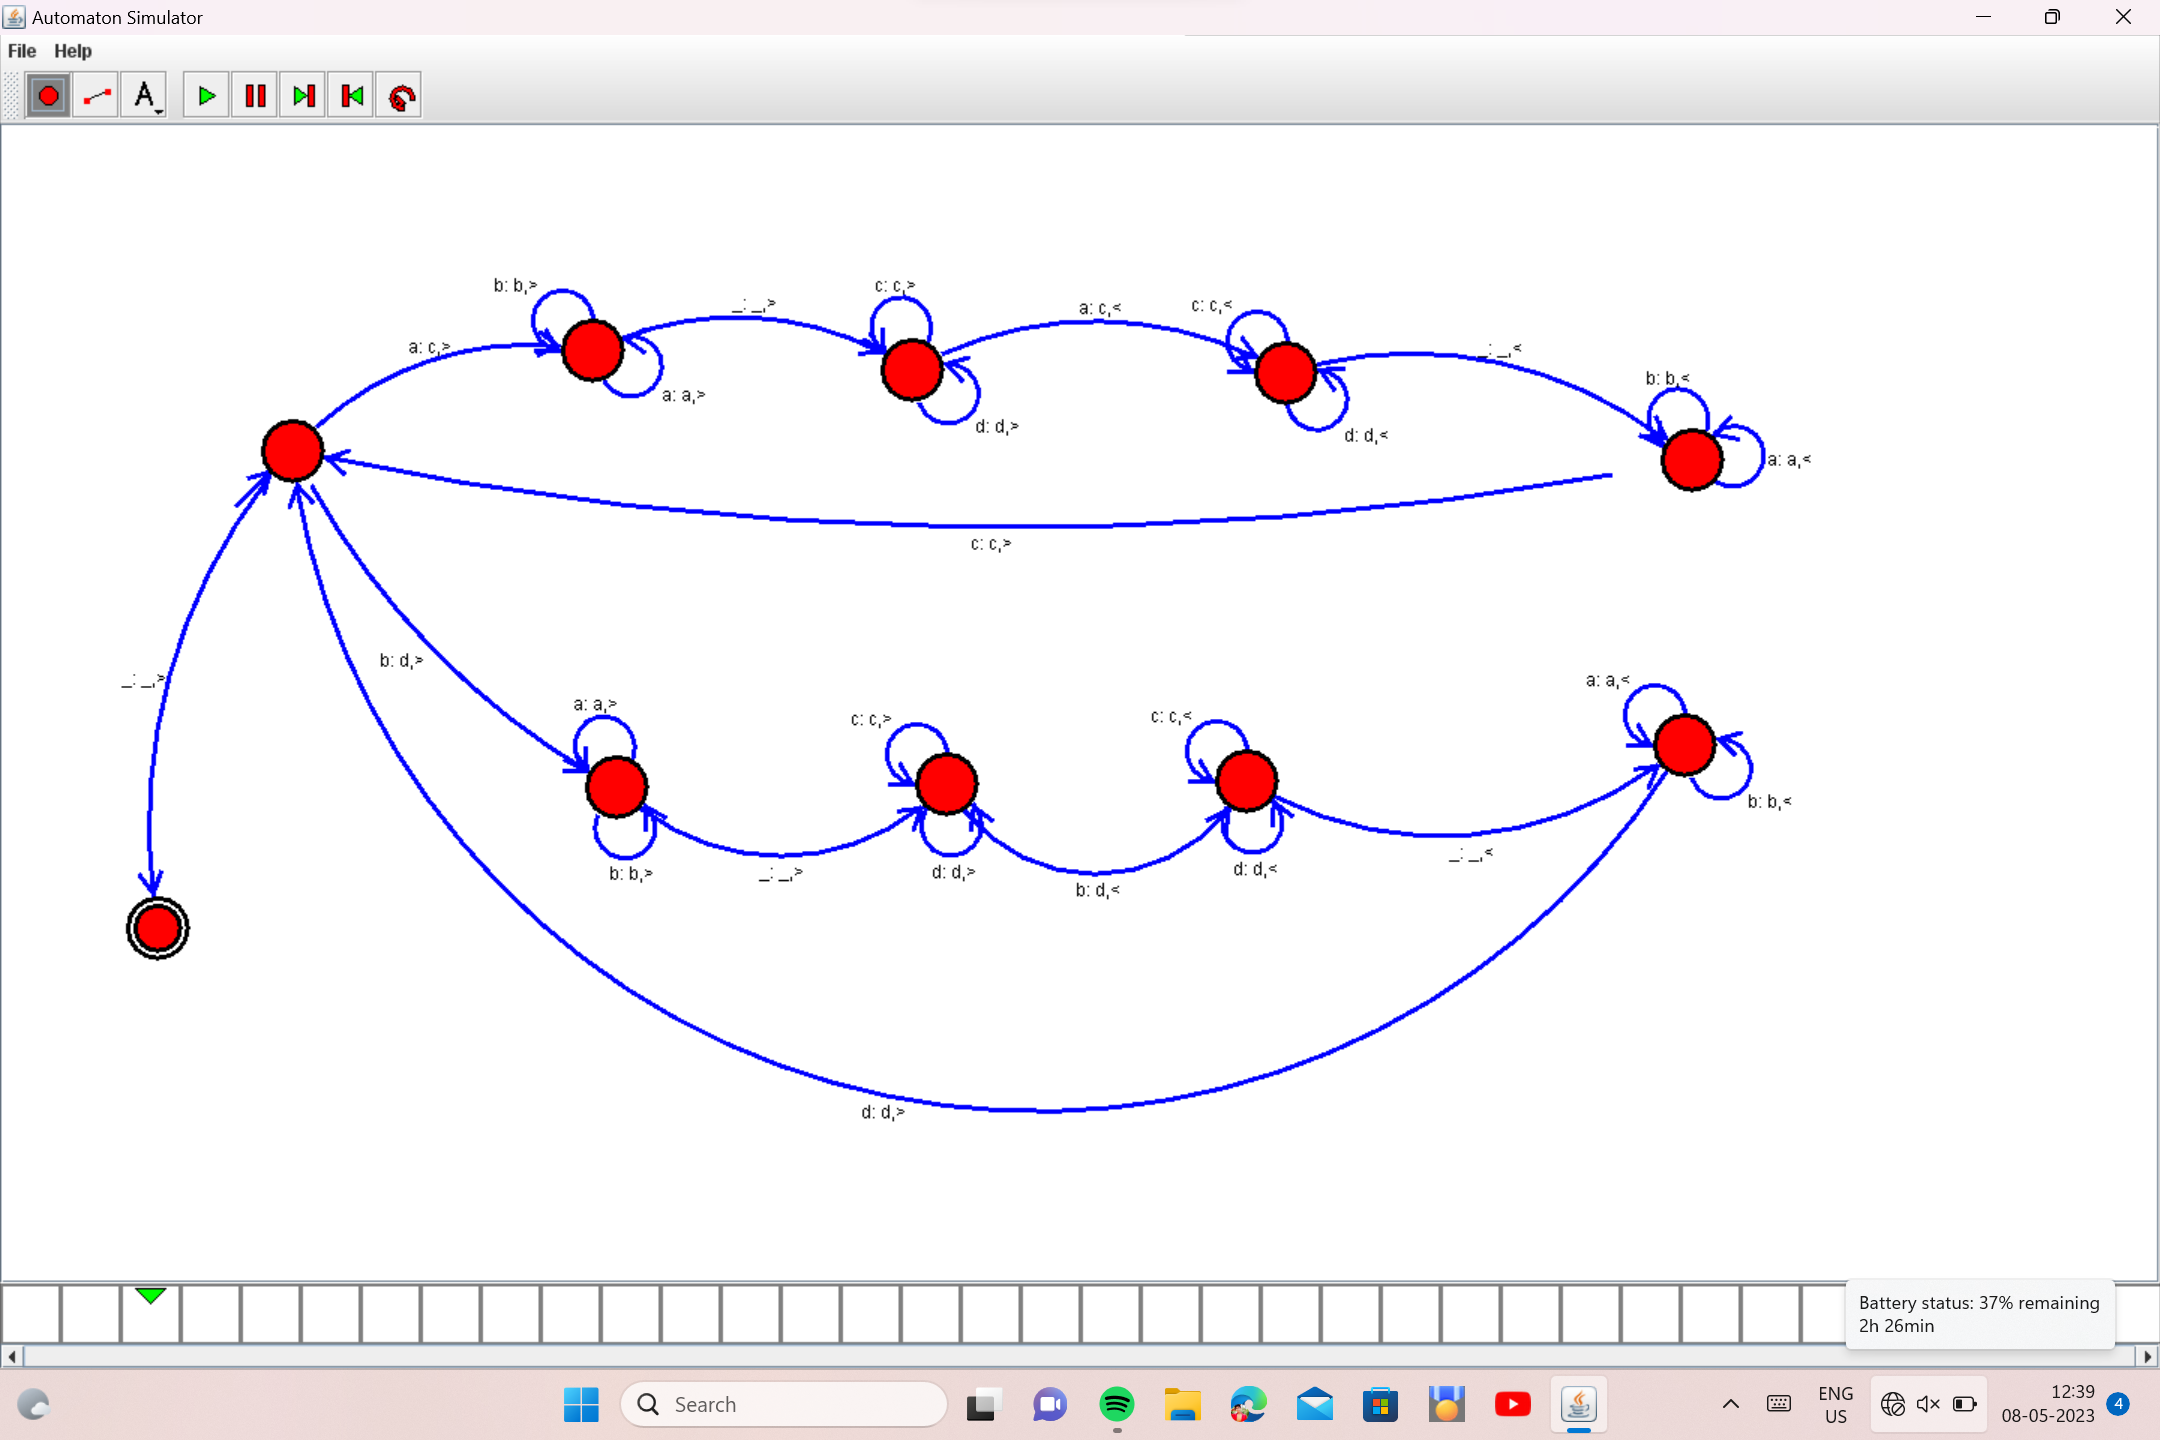 Automaton Simulator
File Help
A
b: b,>
_: _,>
c: c,>
a: c,<
c: c,<
a: c,>
_: _,<
b: b,<
a: a,>
d: d,>
d: d,<
a: a,<
c: c,>
b: d,>
_: _,>
a: a,>
c: c,>
c: c,<
a: a,<
b: b,<
b: b,>
_: _,>
d: d,>
b: d,<
d: d,<
_: _,<
d: d,>
Battery status: 37% remaining
2h 26min
Search
ENG
US
12:39
08-05-2023
4